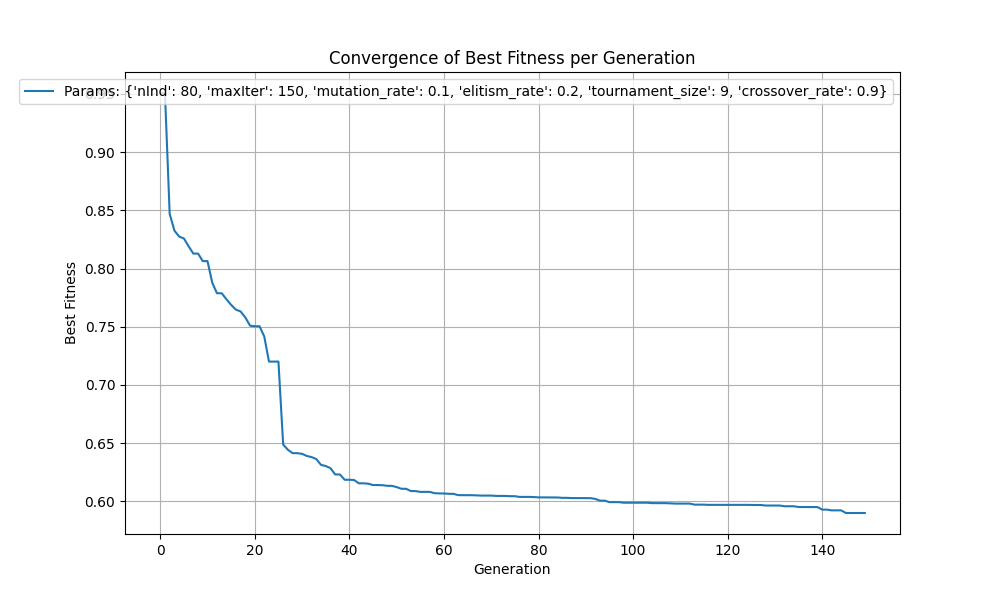 Convergence of Best Fitness per Generation
Params: {'nInd': 80, 'maxIter': 150, 'mutation_rate': 0.1, 'elitism_rate': 0.2, 'tournament_size': 9, 'crossover_rate': 0.9}
0.95
0.90
0.85
0.80
0.75
0.70
0.65
0.60
Best Fitness
0 20 40 60 80 100 120 140
Generation